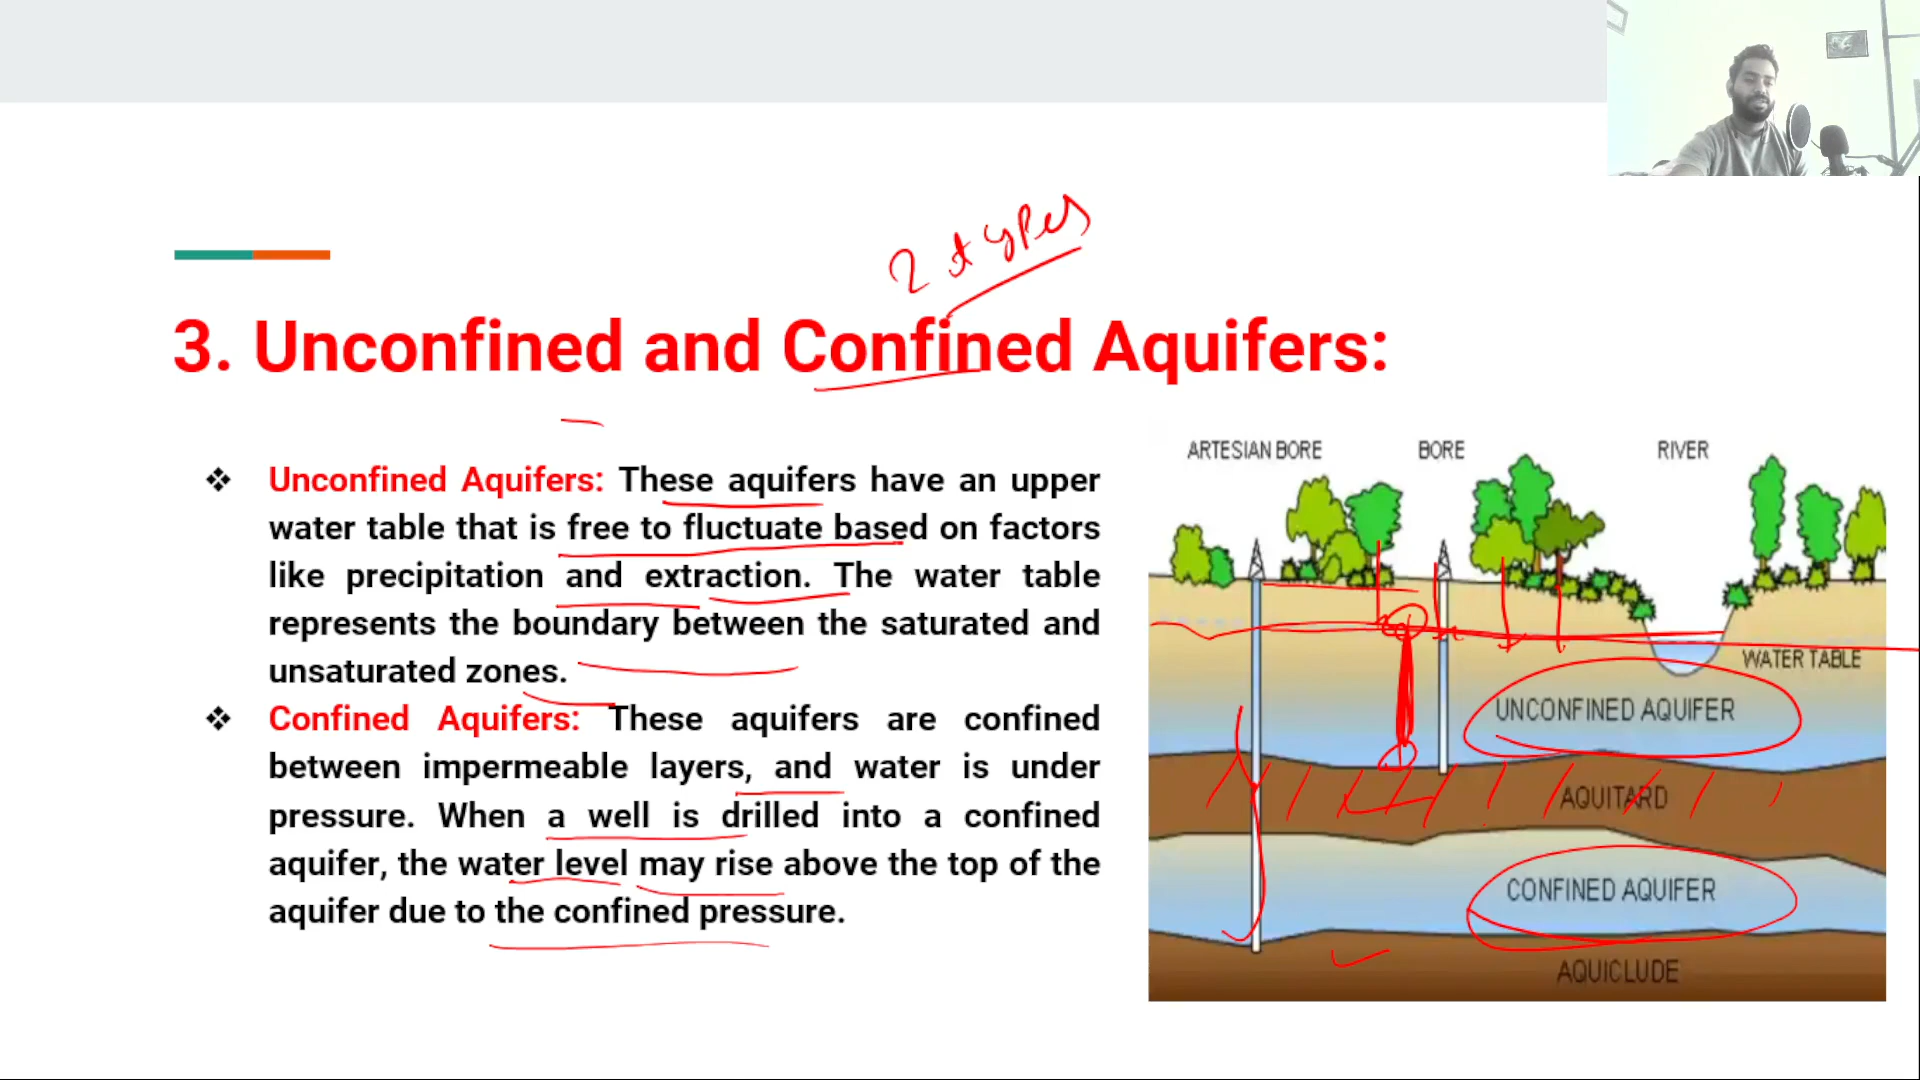 2 types
3. Unconfined and Confined Aquifers:
❖ Unconfined Aquifers: These aquifers have an upper
water table that is free to fluctuate based on factors
like precipitation and extraction. The water table
represents the boundary between the saturated and
unsaturated zones.
❖ Confined Aquifers: These aquifers are confined
between impermeable layers, and water is under
pressure. When a well is drilled into a confined
aquifer, the water level may rise above the top of the
aquifer due to the confined pressure.
ARTESIAN BORE BORE RIVER
WATER TABLE
UNCONFINED AQUIFER
AQUITARD
CONFINED AQUIFER
AQUICLUDE